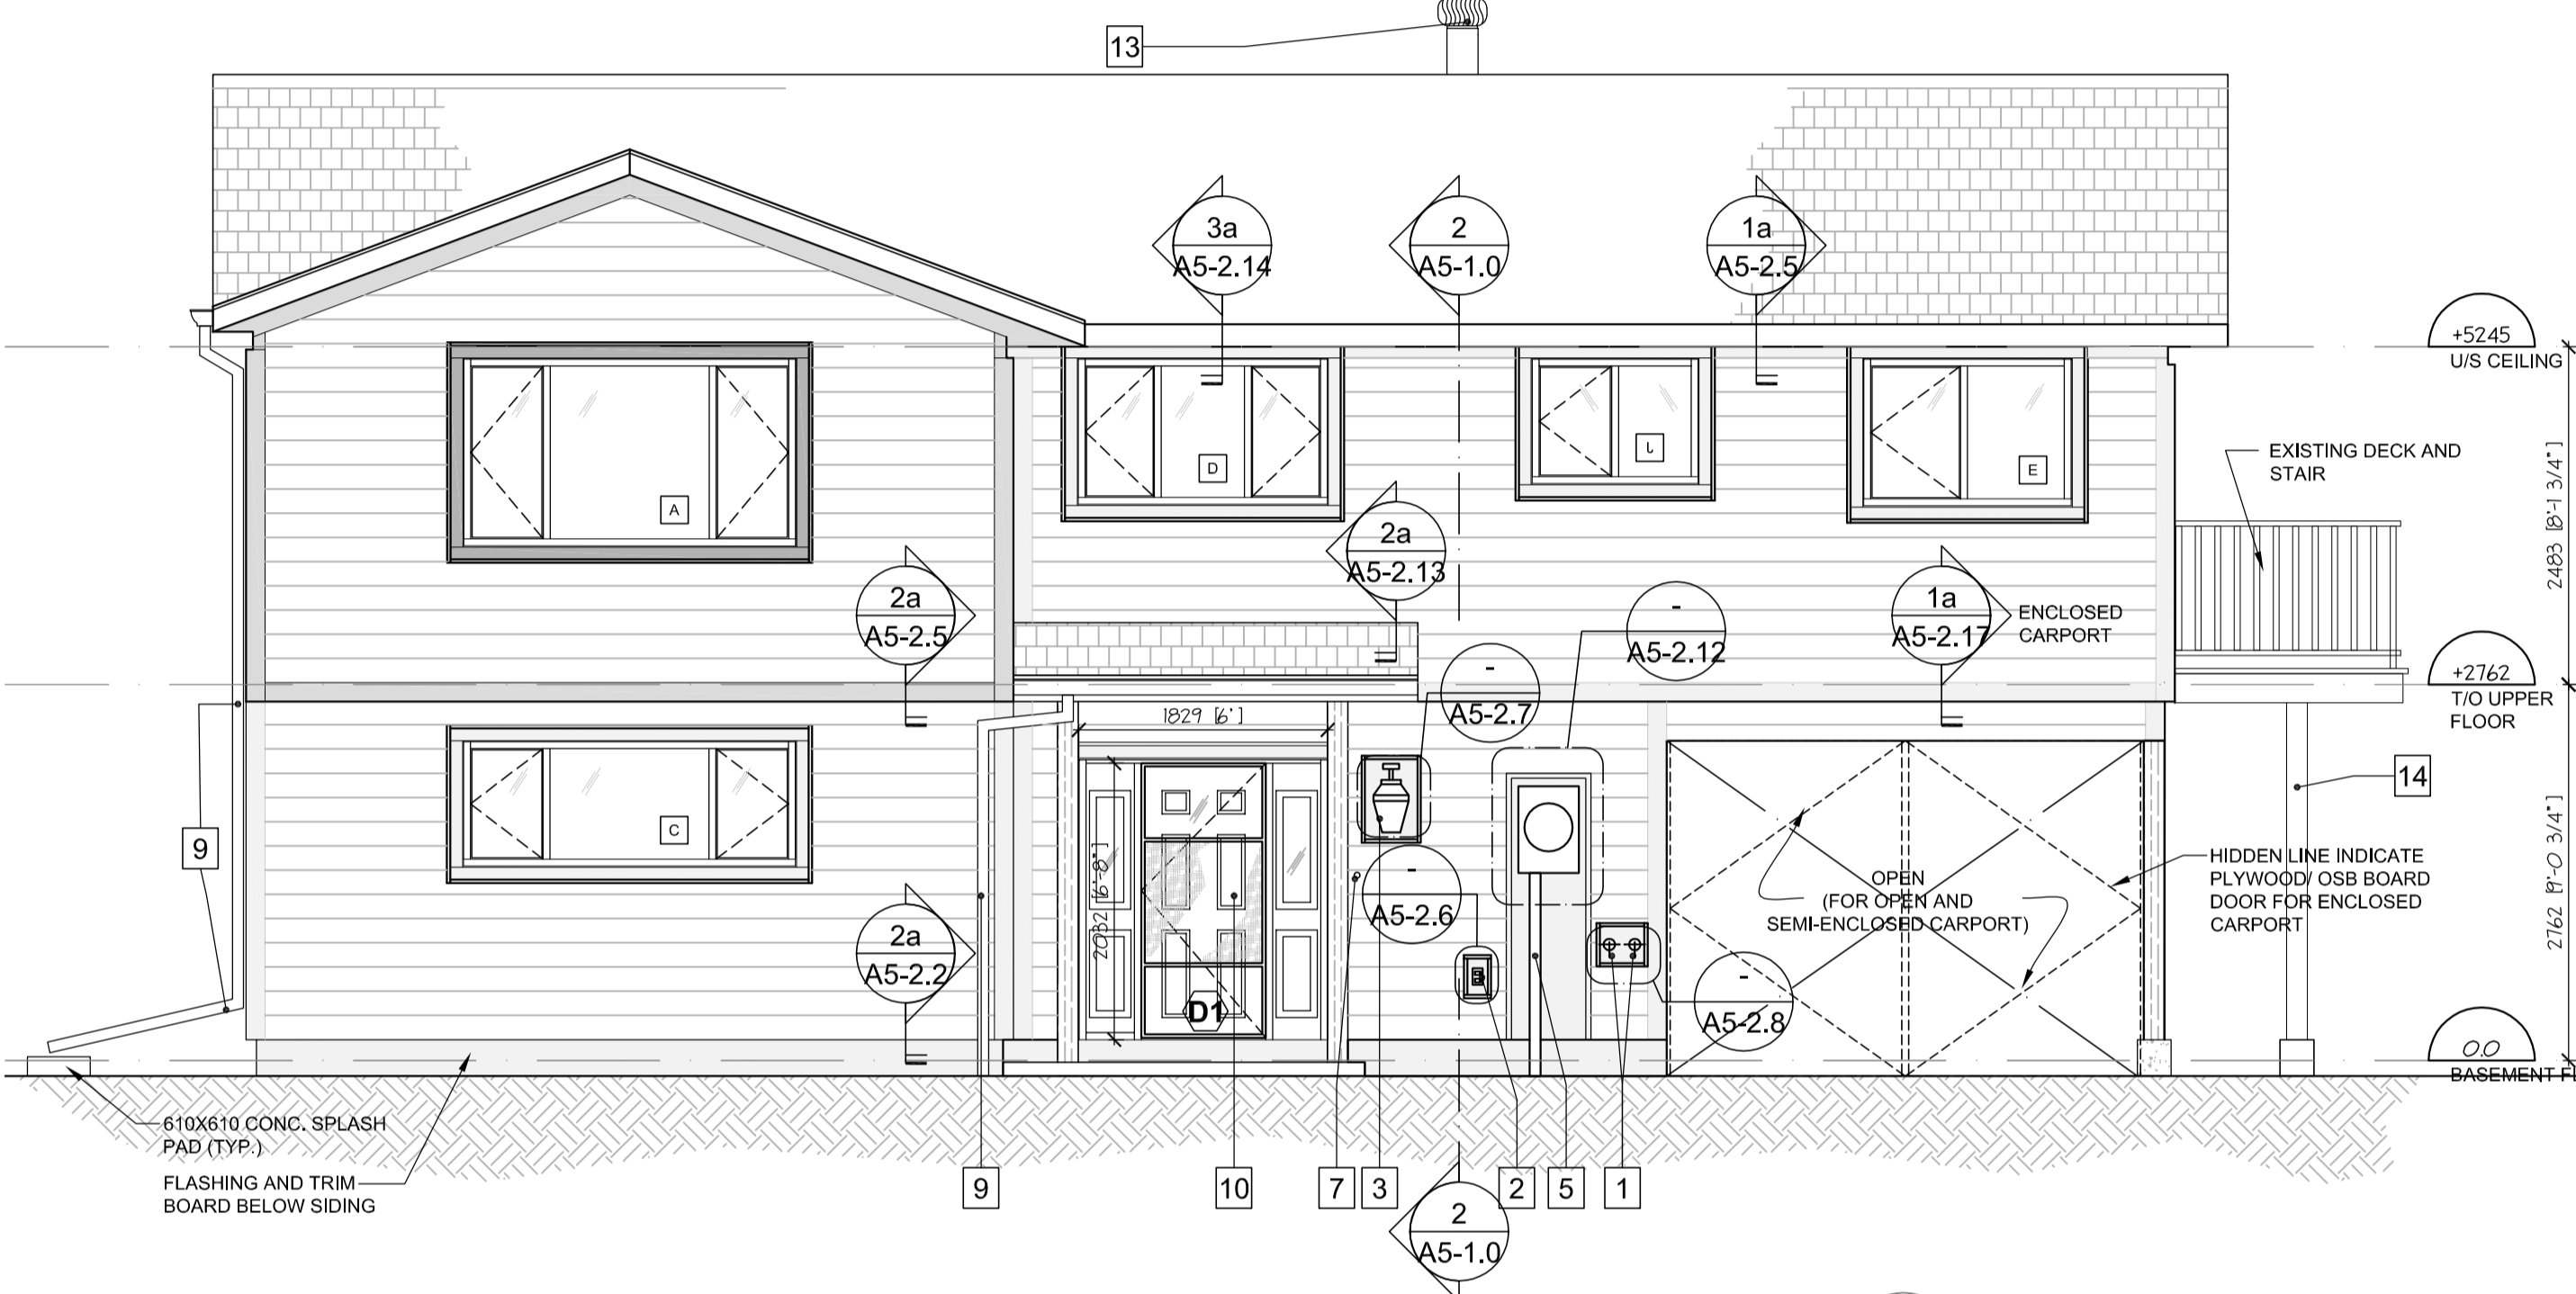 13
3a
A5-2.14
2
A5-1.0
1a
A5-2.5
+5245
U/S CEILING
EXISTING DECK AND
STAIR
2483 [8'-1 3/4"]
A
D
E
2a
A5-2.13
2a
A5-2.5
-
A5-2.12
1a
A5-2.17
ENCLOSED
CARPORT
-
A5-2.7
+2762
T/O UPPER
FLOOR
1829 [6']
14
9
C
2032 [6'-8"]
-
A5-2.6
OPEN
(FOR OPEN AND
SEMI-ENCLOSED CARPORT)
HIDDEN LINE INDICATE
PLYWOOD/ OSB BOARD
DOOR FOR ENCLOSED
CARPORT
2762 [9'-0 3/4"]
2a
A5-2.2
D1
-
A5-2.8
0.0
BASEMENT
610X610 CONC. SPLASH
PAD (TYP.)
FLASHING AND TRIM
BOARD BELOW SIDING
9
10
7
3
2
5
1
2
A5-1.0